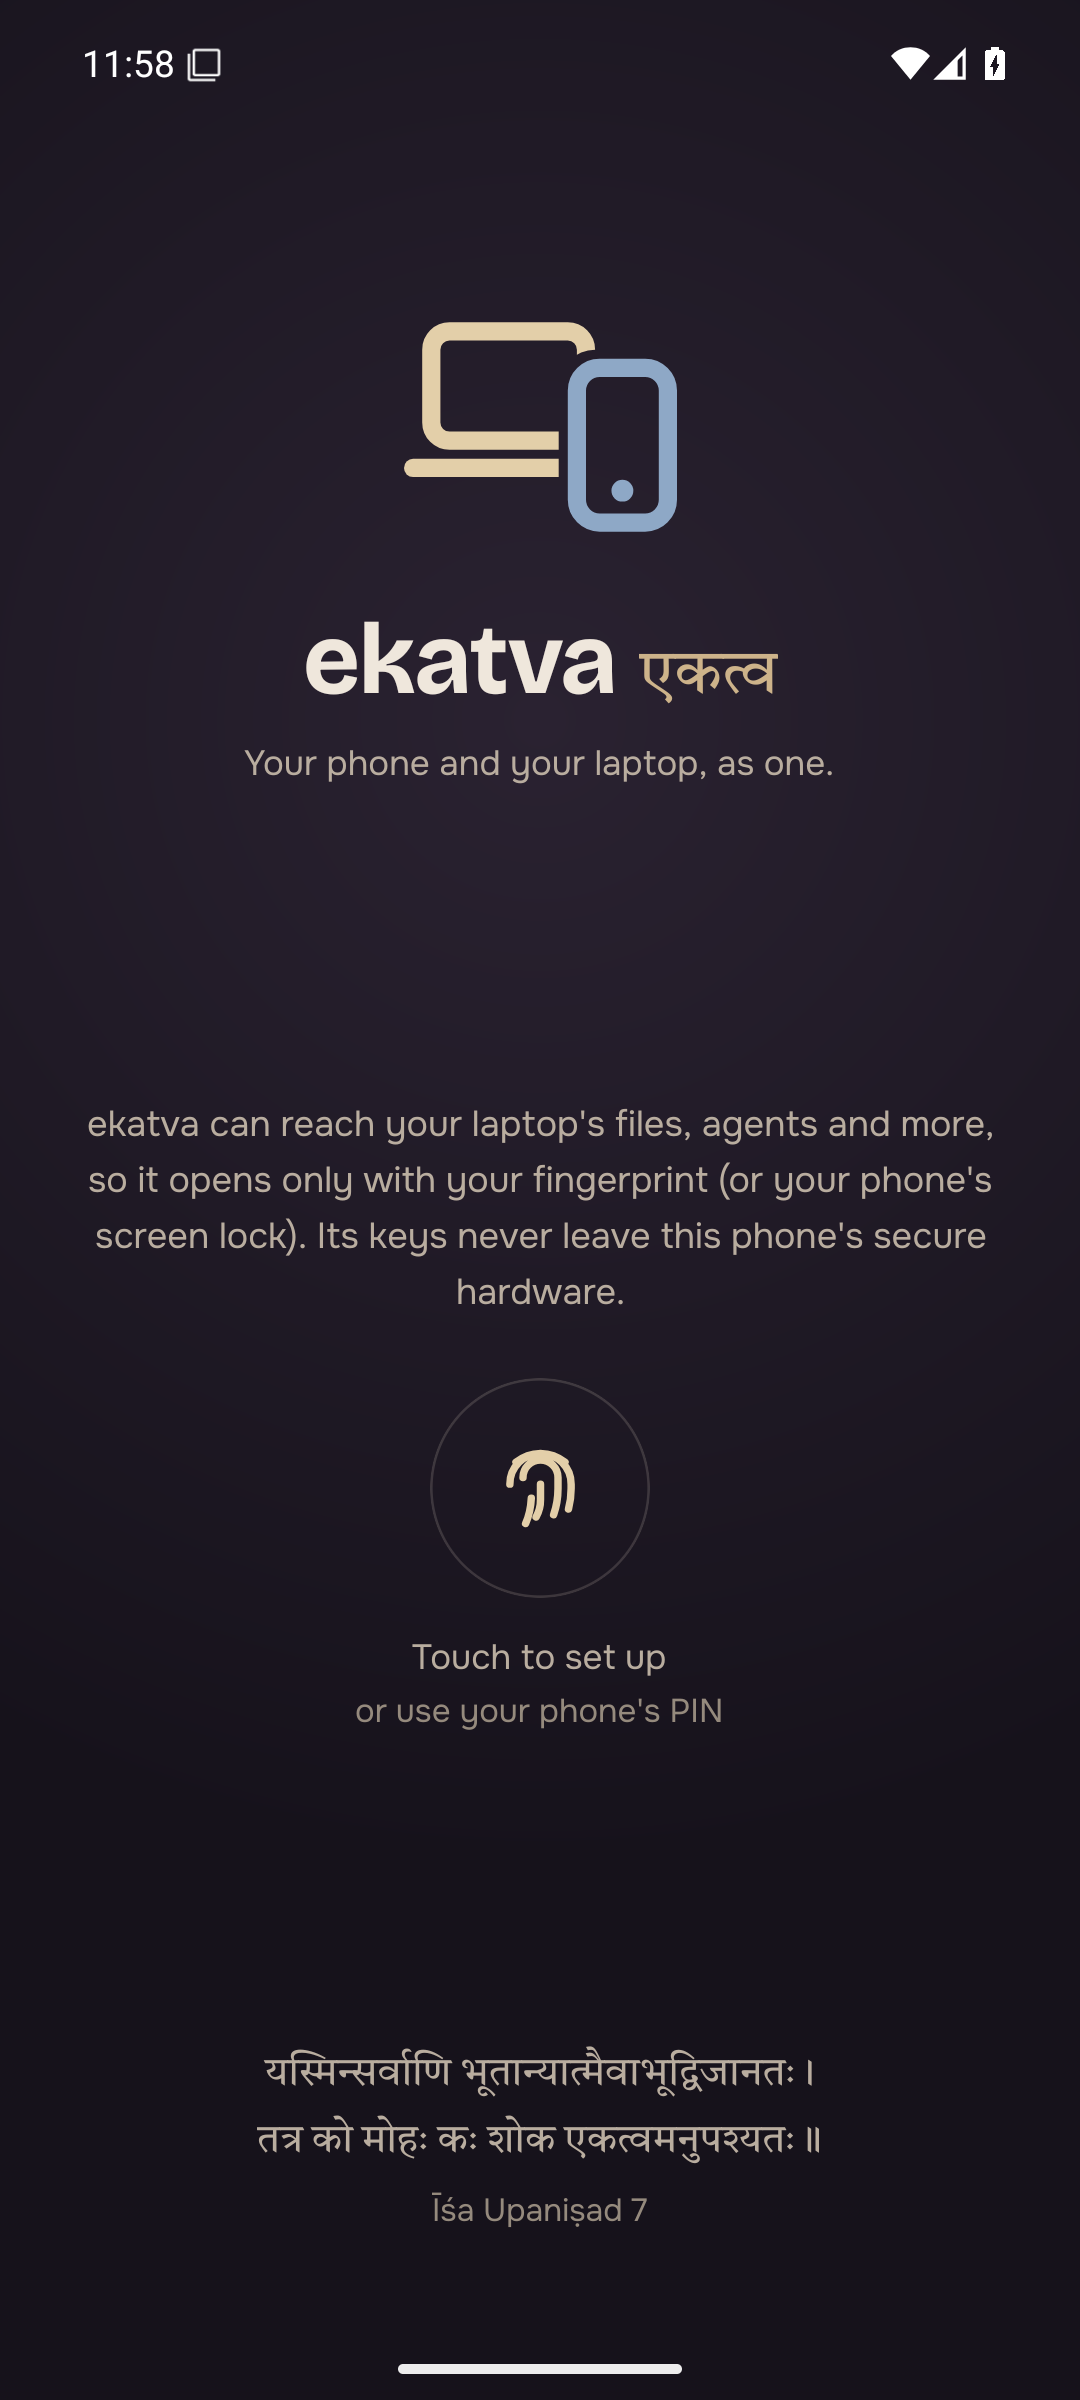 11:58
ekatva एकत्व
Your phone and your laptop, as one.
ekatva can reach your laptop's files, agents and more,
so it opens only with your fingerprint (or your phone's
screen lock). Its keys never leave this phone's secure
hardware.
Touch to set up
or use your phone's PIN
यस्मिन्सर्वाणि भूतान्यात्मैवाभूद्विजानतः।
तत्र को मोहः कः शोक एकत्वमनुपश्यतः॥
Īśa Upaniṣad 7